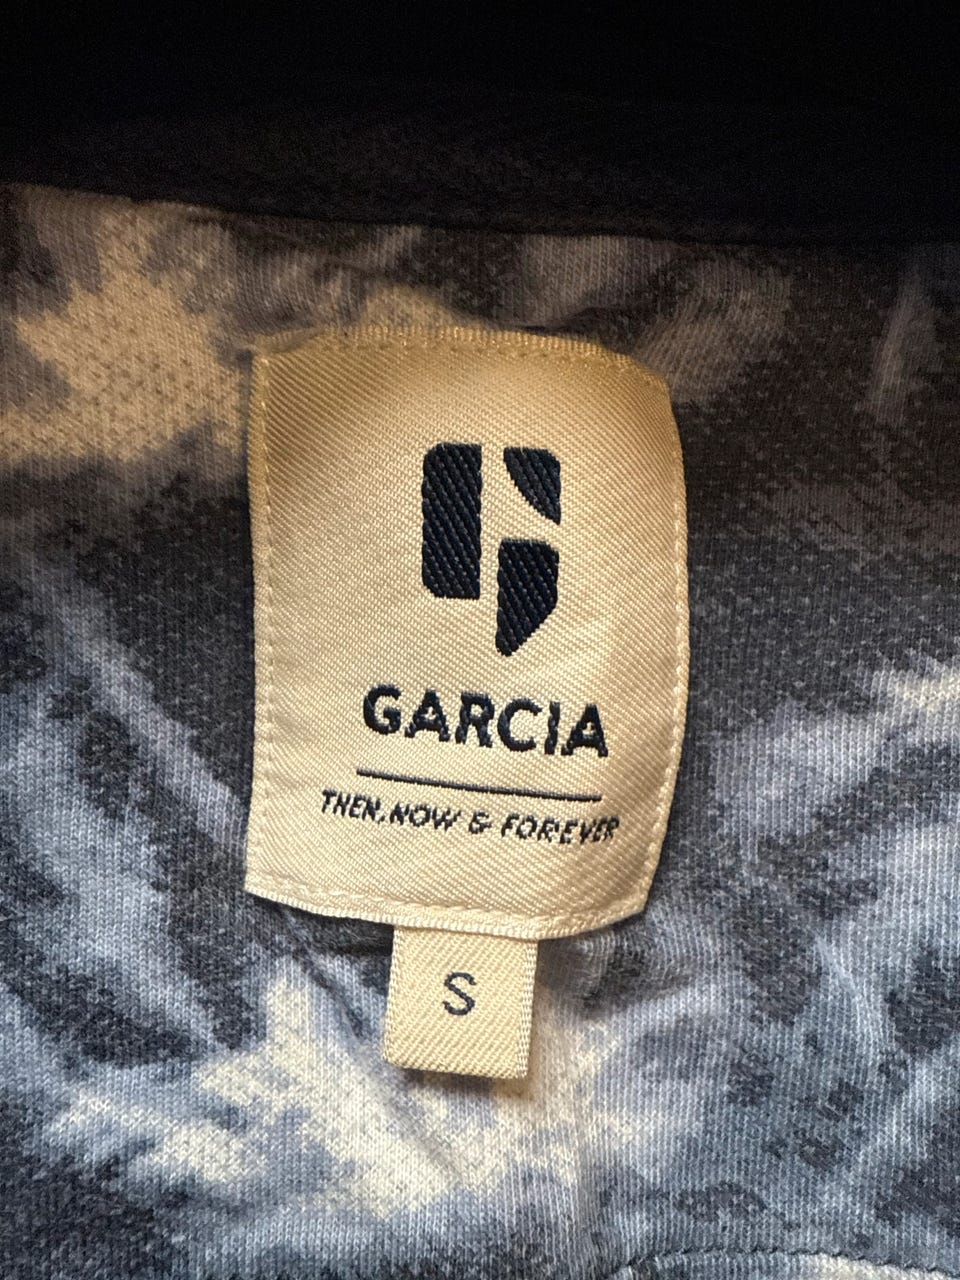 GARCIA
THEN, NOW & FOREVER
S